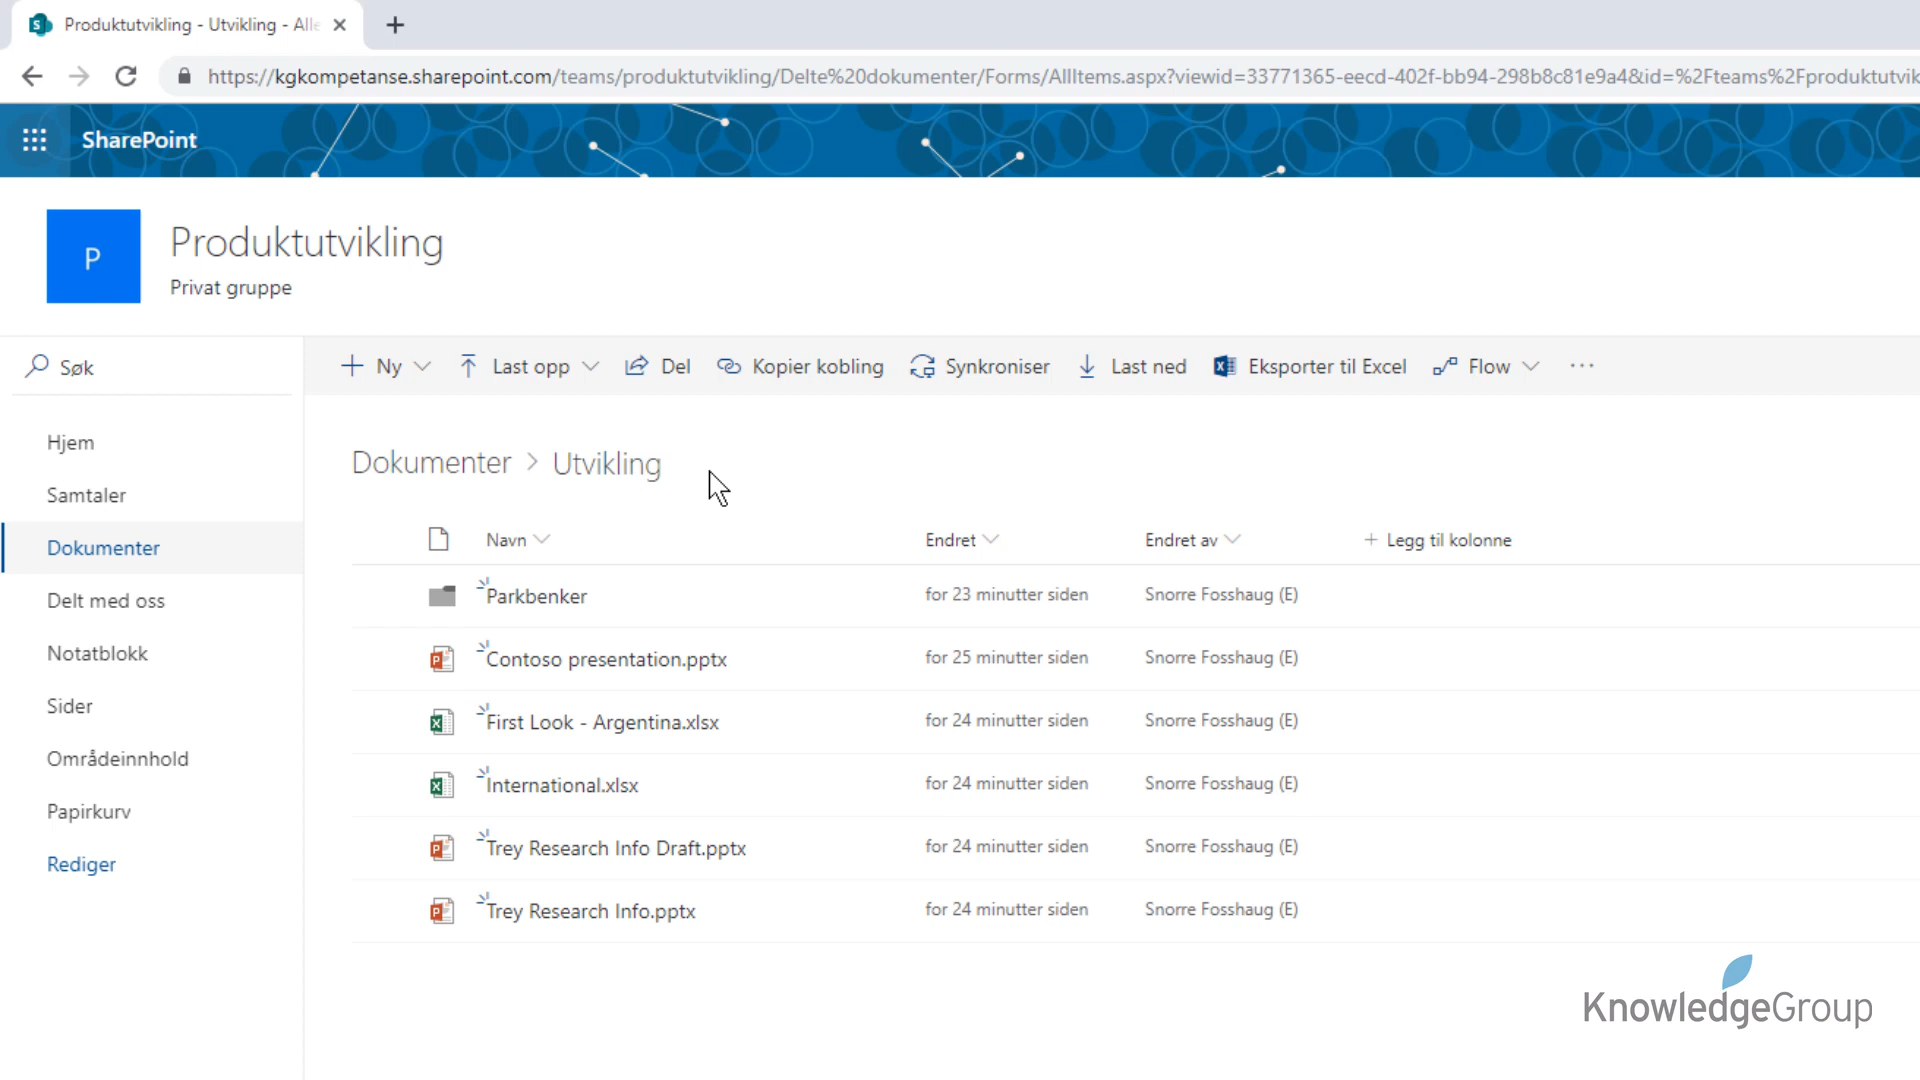 Produktutvikling - Utvikling - Alle
https://kgkompetanse.sharepoint.com/teams/produktutvikling/Delte%20dokumenter/Forms/AllItems.aspx?viewid=33771365-eecd-402f-bb94-298b8c81e9a4&id=%2Fteams%2Fproduktutvik
SharePoint
P
Produktutvikling
Privat gruppe
Søk
Ny Last opp Del Kopier kobling Synkroniser Last ned Eksporter til Excel Flow ...
Hjem
Samtaler
Dokumenter
Delt med oss
Notatblokk
Sider
Områdeinnhold
Papirkurv
Rediger
Dokumenter > Utvikling
Navn Endret Endret av + Legg til kolonne
Parkbenker for 23 minutter siden Snorre Fosshaug (E)
Contoso presentation.pptx for 25 minutter siden Snorre Fosshaug (E)
First Look - Argentina.xlsx for 24 minutter siden Snorre Fosshaug (E)
International.xlsx for 24 minutter siden Snorre Fosshaug (E)
Trey Research Info Draft.pptx for 24 minutter siden Snorre Fosshaug (E)
Trey Research Info.pptx for 24 minutter siden Snorre Fosshaug (E)
KnowledgeGroup